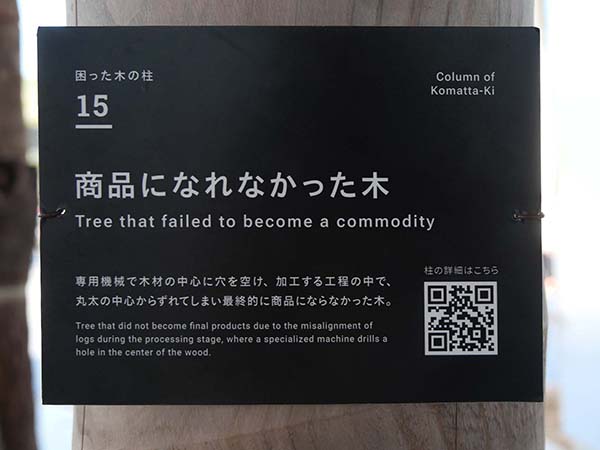 困った木の柱
15
Column of
Komatta-Ki
商品になれなかった木
Tree that failed to become a commodity
専用機械で木材の中心に穴を空け、加工する工程の中で、
丸太の中心からずれてしまい最終的に商品にならなかった木。
Tree that did not become final products due to the misalignment of
logs during the processing stage, where a specialized machine drills a
hole in the center of the wood.
柱の詳細はこちら